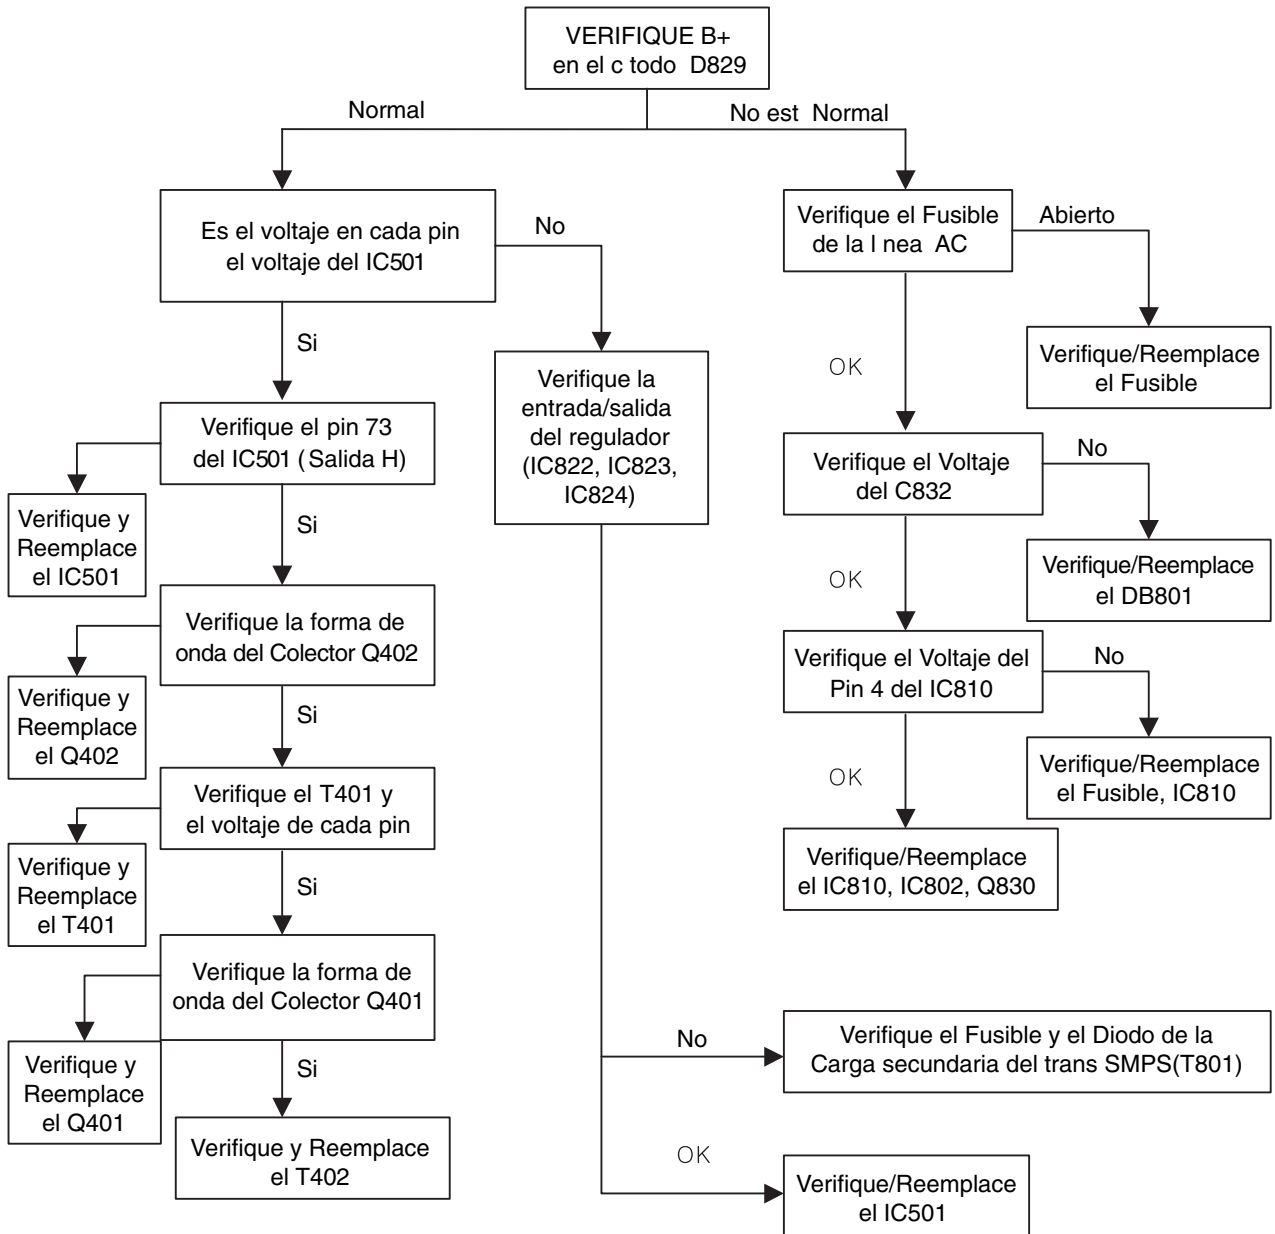 VERIFIQUE B+
en el c todo D829
Normal
No est Normal
Es el voltaje en cada pin
el voltaje del IC501
No
Verifique el Fusible
de la l nea AC
Abierto
Si
Verifique la
entrada/salida
del regulador
(IC822, IC823,
IC824)
OK
Verifique/Reemplace
el Fusible
Verifique el pin 73
del IC501 (Salida H)
Verifique el Voltaje
del C832
No
Verifique y
Reemplace
el IC501
Si
OK
Verifique/Reemplace
el DB801
Verifique la forma de
onda del Colector Q402
Verifique el Voltaje del
Pin 4 del IC810
No
Verifique y
Reemplace
el Q402
Si
OK
Verifique/Reemplace
el Fusible, IC810
Verifique el T401 y
el voltaje de cada pin
Verifique/Reemplace
el IC810, IC802, Q830
Verifique y
Reemplace
el T401
Si
Verifique la forma de
onda del Colector Q401
No
Verifique el Fusible y el Diodo de la
Carga secundaria del trans SMPS(T801)
Verifique y
Reemplace
el Q401
Si
Verifique y Reemplace
el T402
OK
Verifique/Reemplace
el IC501